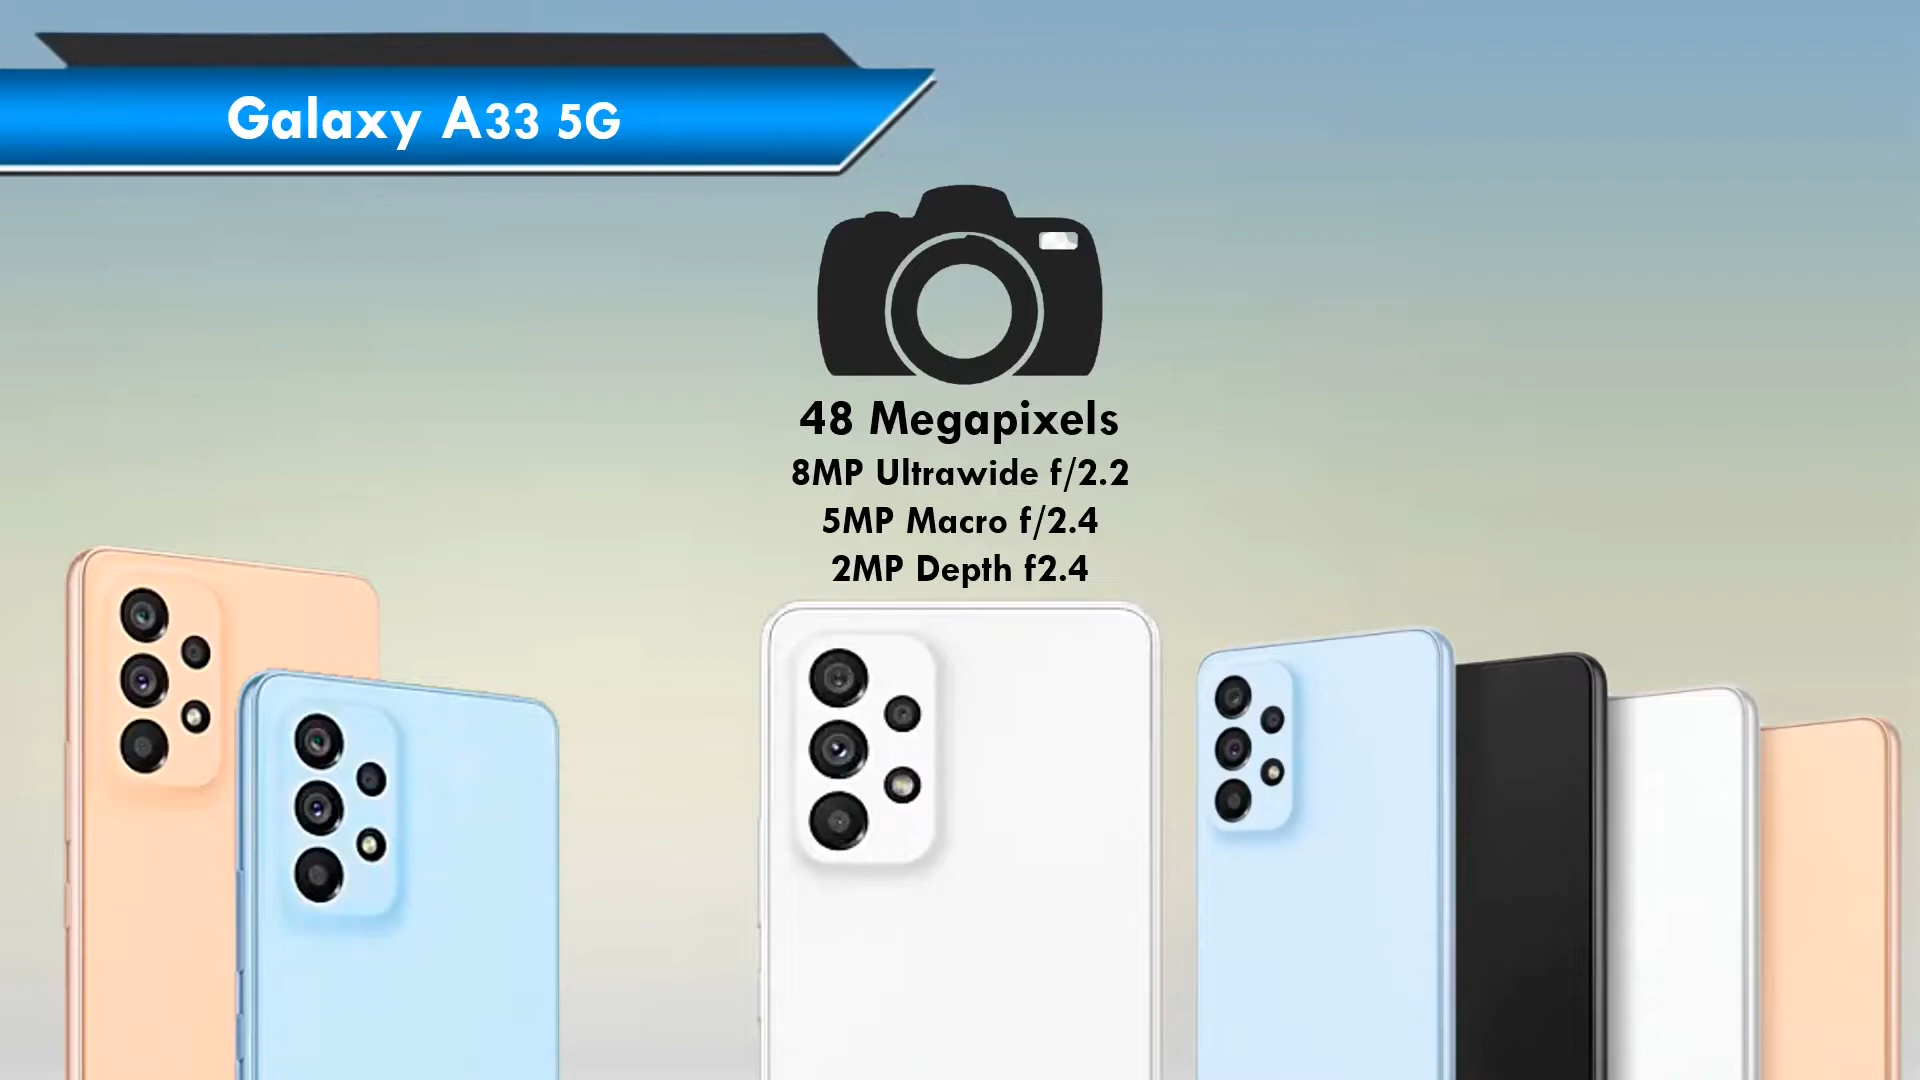 Galaxy A33 5G
48 Megapixels
8MP Ultrawide f/2.2
5MP Macro f/2.4
2MP Depth f2.4